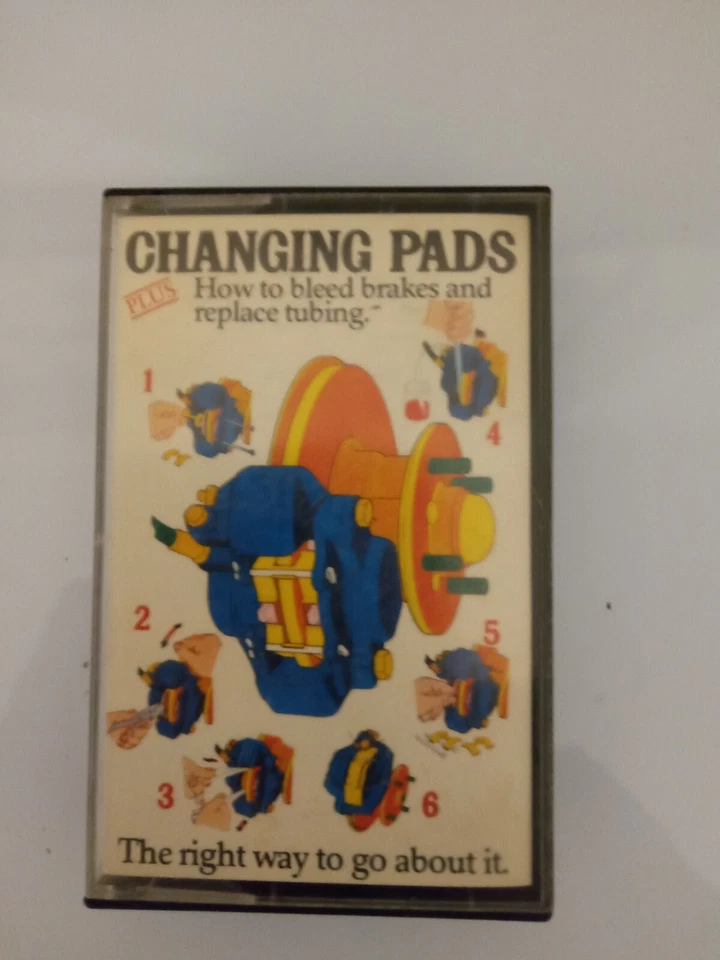 CHANGING PADS
PLUS How to bleed brakes and
replace tubing.
1
4
2
5
3
6
The right way to go about it.